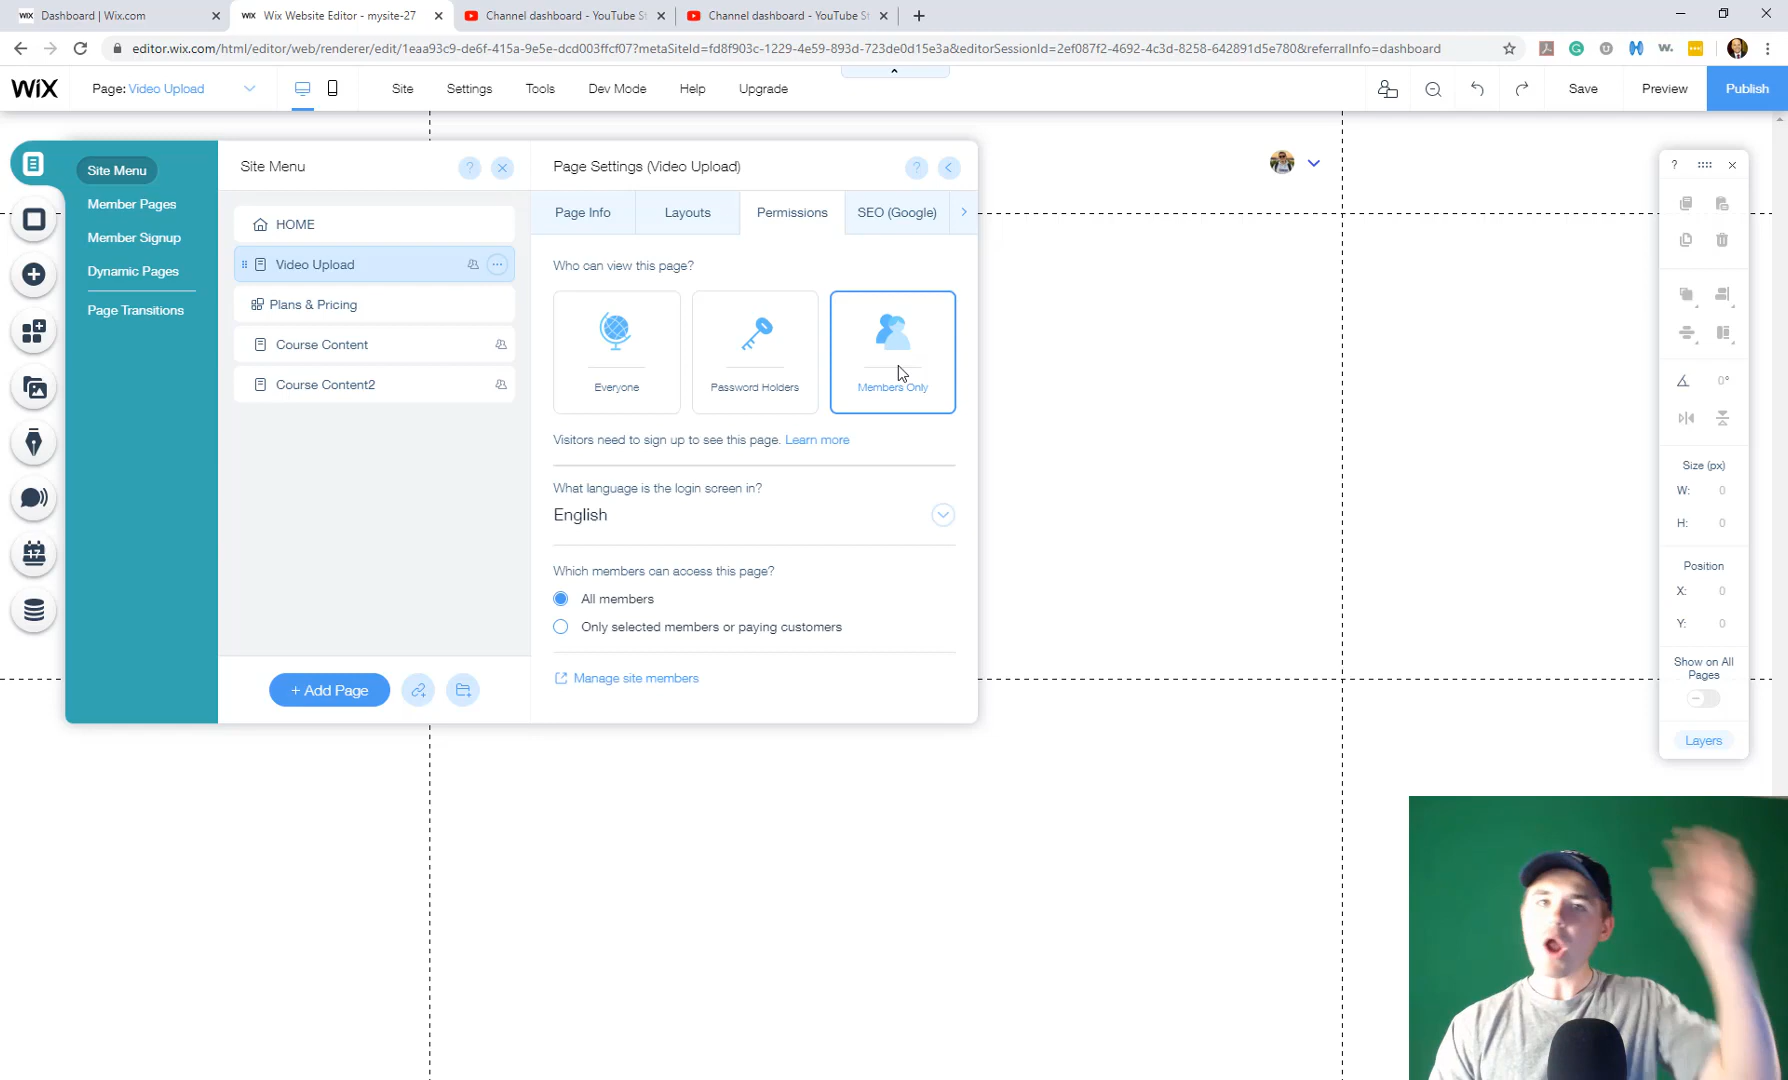 WIX Dashboard | Wix.com
WIX Wix Website Editor - mysite-27
Channel dashboard - YouTube St
Channel dashboard - YouTube St
editor.wix.com/html/editor/web/renderer/edit/1eaa93c9-de6f-415a-9e5e-dcd003ffcf07?metaSiteId=fd8f903c-1229-4e59-893d-723de0d15e3a&editorSessionId=2ef087f2-4692-4c3d-8258-642891d5e780&referralInfo=dashboard
WIX
Page: Video Upload
Site
Settings
Tools
Dev Mode
Help
Upgrade
Save
Preview
Publish
Site Menu
Member Pages
Member Signup
Dynamic Pages
Page Transitions
17
Site Menu
?
HOME
Video Upload
Plans & Pricing
Course Content
Course Content2
+ Add Page
Page Settings (Video Upload)
?
Page Info
Layouts
Permissions
SEO (Google)
Who can view this page?
Everyone
Password Holders
Members Only
Visitors need to sign up to see this page. Learn more
What language is the login screen in?
English
Which members can access this page?
All members
Only selected members or paying customers
Manage site members
?
0°
Size (px)
W: 0
H: 0
Position
X: 0
Y: 0
Show on All
Pages
Layers